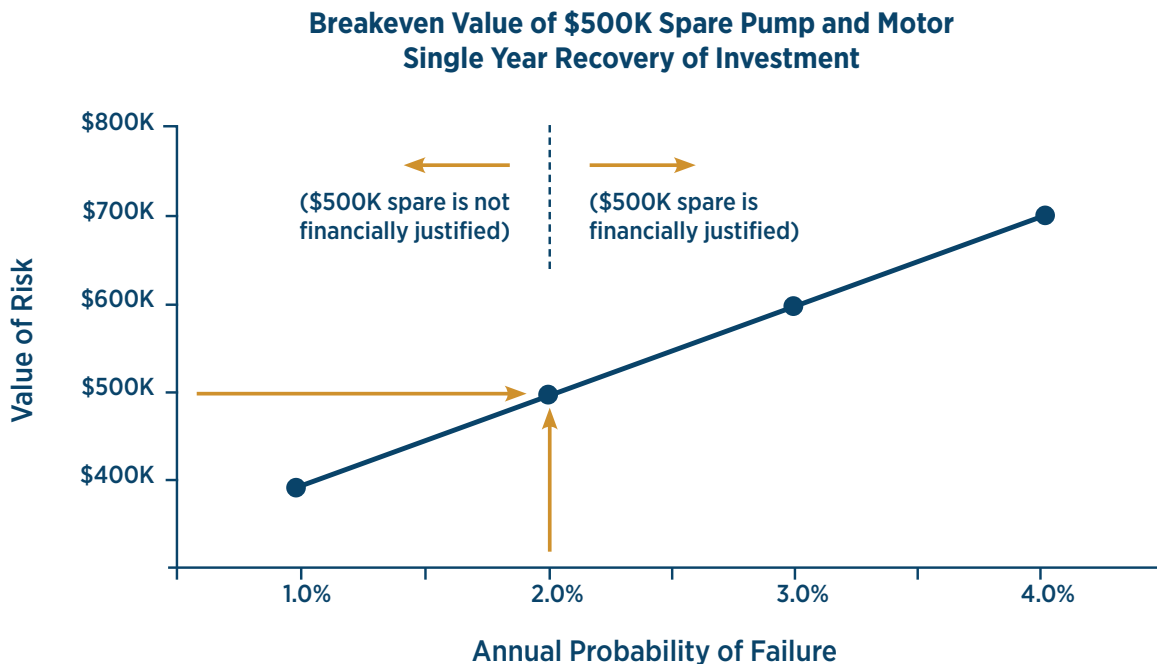 Breakeven Value of $500K Spare Pump and Motor
Single Year Recovery of Investment
$800K
$700K
$600K
$500K
$400K
Value of Risk
($500K spare is not
financially justified)
($500K spare is
financially justified)
1.0%
2.0%
3.0%
4.0%
Annual Probability of Failure